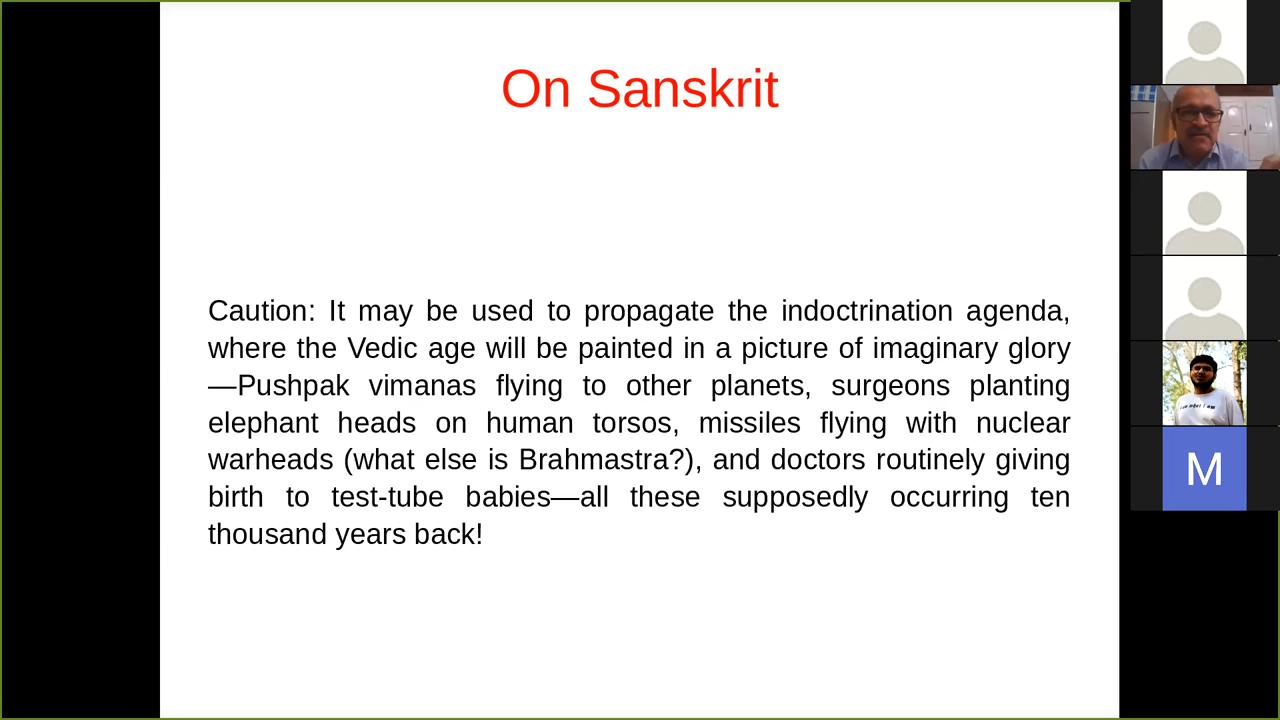 On Sanskrit
Caution: It may be used to propagate the indoctrination agenda,
where the Vedic age will be painted in a picture of imaginary glory
—Pushpak vimanas flying to other planets, surgeons planting
elephant heads on human torsos, missiles flying with nuclear
warheads (what else is Brahmastra?), and doctors routinely giving
birth to test-tube babies—all these supposedly occurring ten
thousand years back!
M